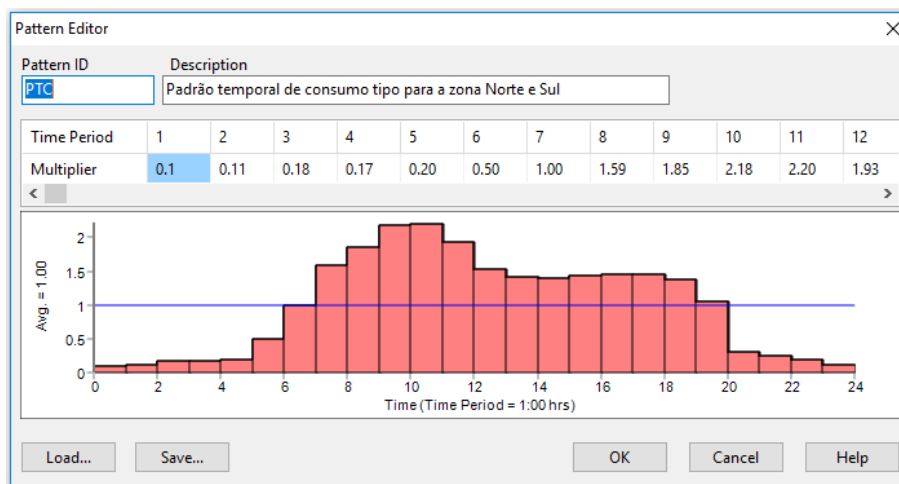 Pattern Editor
Pattern ID Description
PTC Padrão temporal de consumo tipo para a zona Norte e Sul
Time Period 1 2 3 4 5 6 7 8 9 10 11 12
Multiplier 0.1 0.11 0.18 0.17 0.20 0.50 1.00 1.59 1.85 2.18 2.20 1.93
Avg. = 1.00
2
1.5
1
0.5
0
0 2 4 6 8 10 12 14 16 18 20 22 24
Time (Time Period = 1:00 hrs)
Load... Save... OK Cancel Help